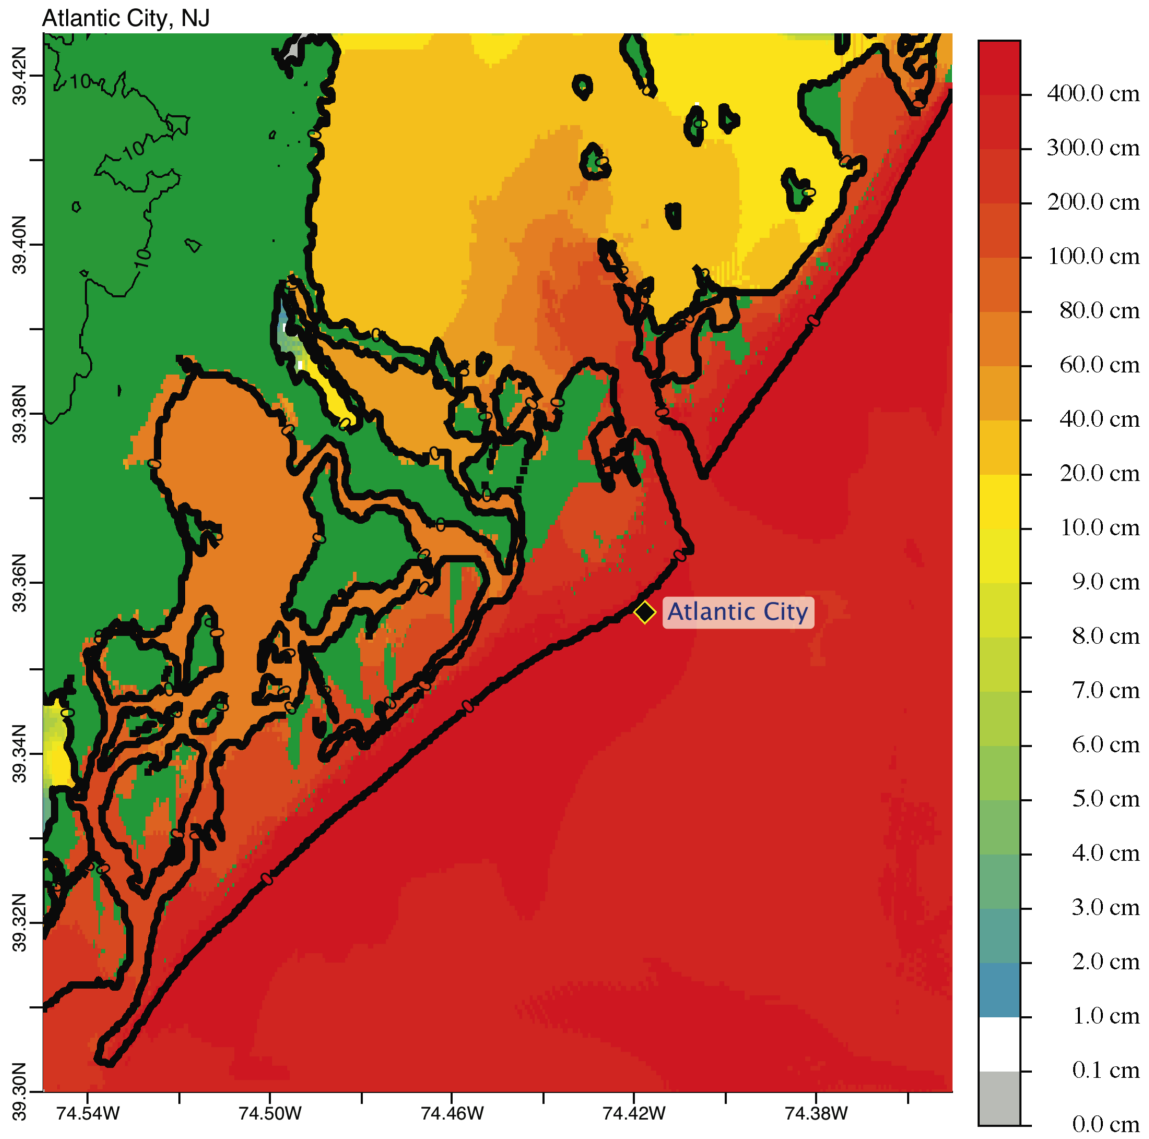 Atlantic City, NJ
39.42N
39.40N
39.38N
39.36N
39.34N
39.32N
39.30N
74.54W
74.50W
74.46W
74.42W
74.38W
10
10
10
Atlantic City
400.0 cm
300.0 cm
200.0 cm
100.0 cm
80.0 cm
60.0 cm
40.0 cm
20.0 cm
10.0 cm
9.0 cm
8.0 cm
7.0 cm
6.0 cm
5.0 cm
4.0 cm
3.0 cm
2.0 cm
1.0 cm
0.1 cm
0.0 cm